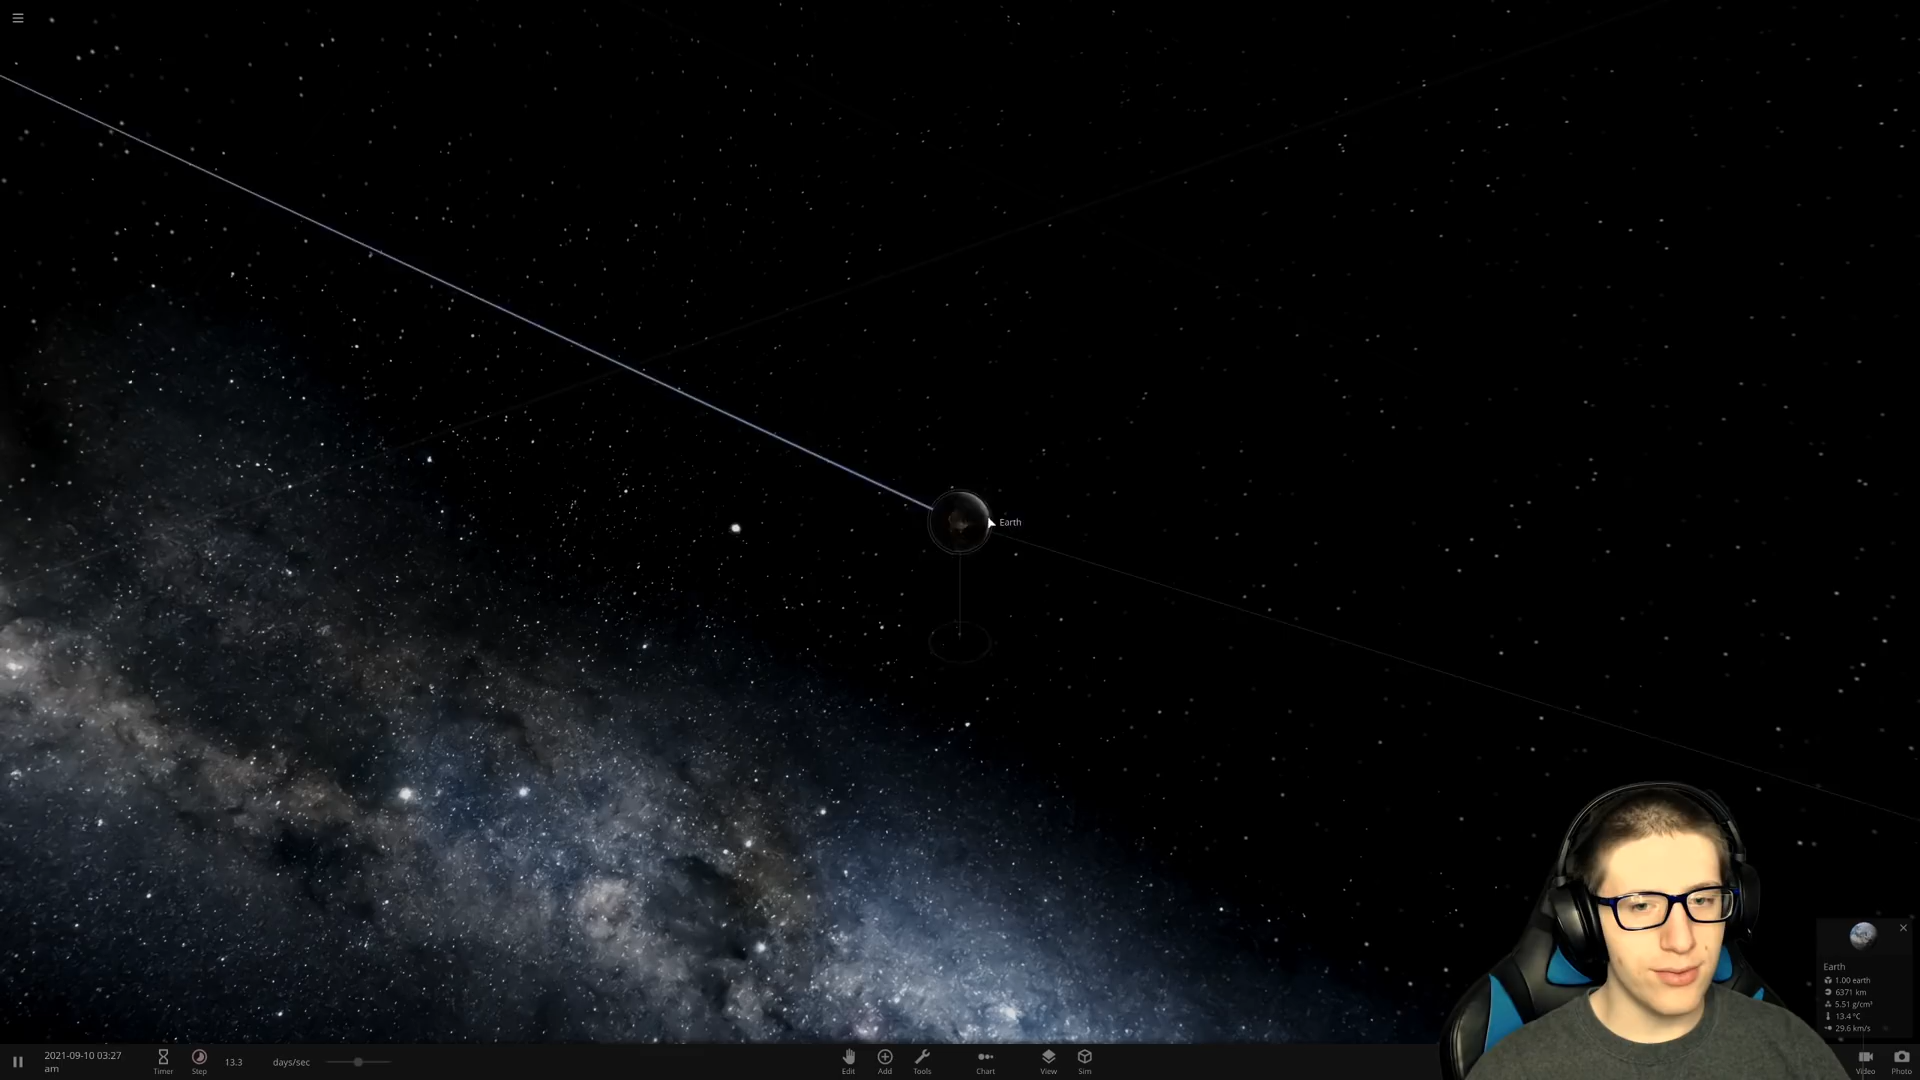 Earth
Earth
1.00 earth
6371 km
5.51 g/cm³
13.4 °C
29.6 km/s
2021-09-10 03:27
am
Timer
Step
13.3
days/sec
Edit
Add
Tools
Chart
View
Sim
Video
Photo